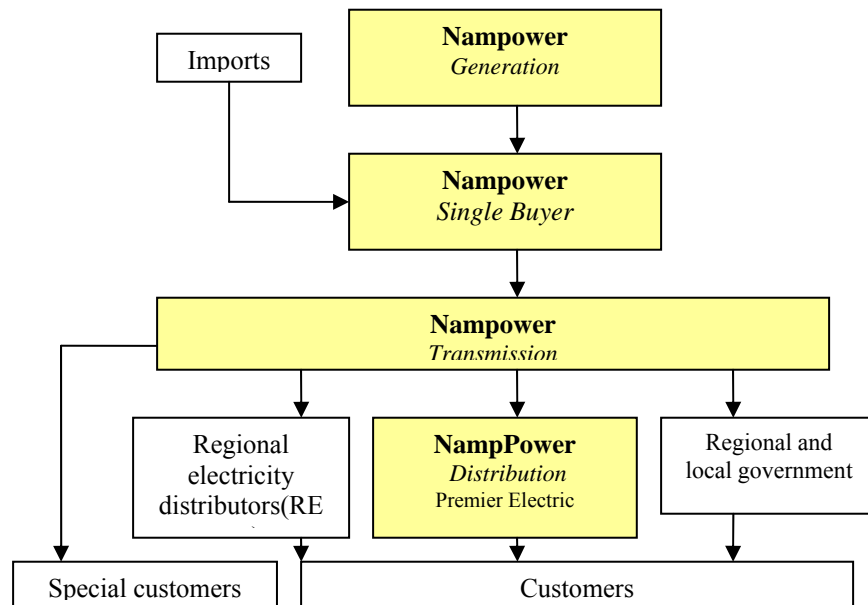 Imports
Nampower
Generation
Nampower
Single Buyer
Nampower
Transmission
Regional
electricity
distributors(RE
NampPower
Distribution
Premier Electric
Regional and
local government
Special customers
Customers